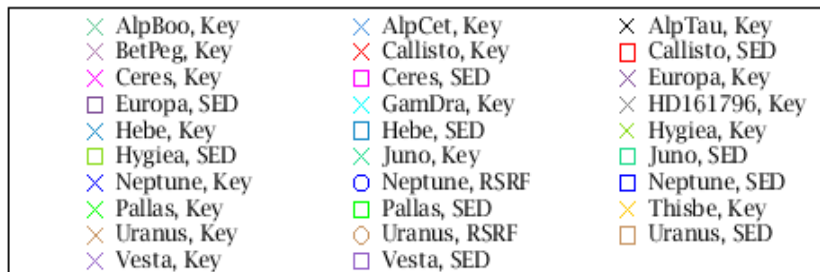 AlpBoo, Key AlpCet, Key AlpTau, Key
BetPeg, Key Callisto, Key Callisto, SED
Ceres, Key Ceres, SED Europa, Key
Europa, SED GamDra, Key HD161796, Key
Hebe, Key Hebe, SED Hygiea, Key
Hygiea, SED Juno, Key Juno, SED
Neptune, Key Neptune, RSRF Neptune, SED
Pallas, Key Pallas, SED Thisbe, Key
Uranus, Key Uranus, RSRF Uranus, SED
Vesta, Key Vesta, SED